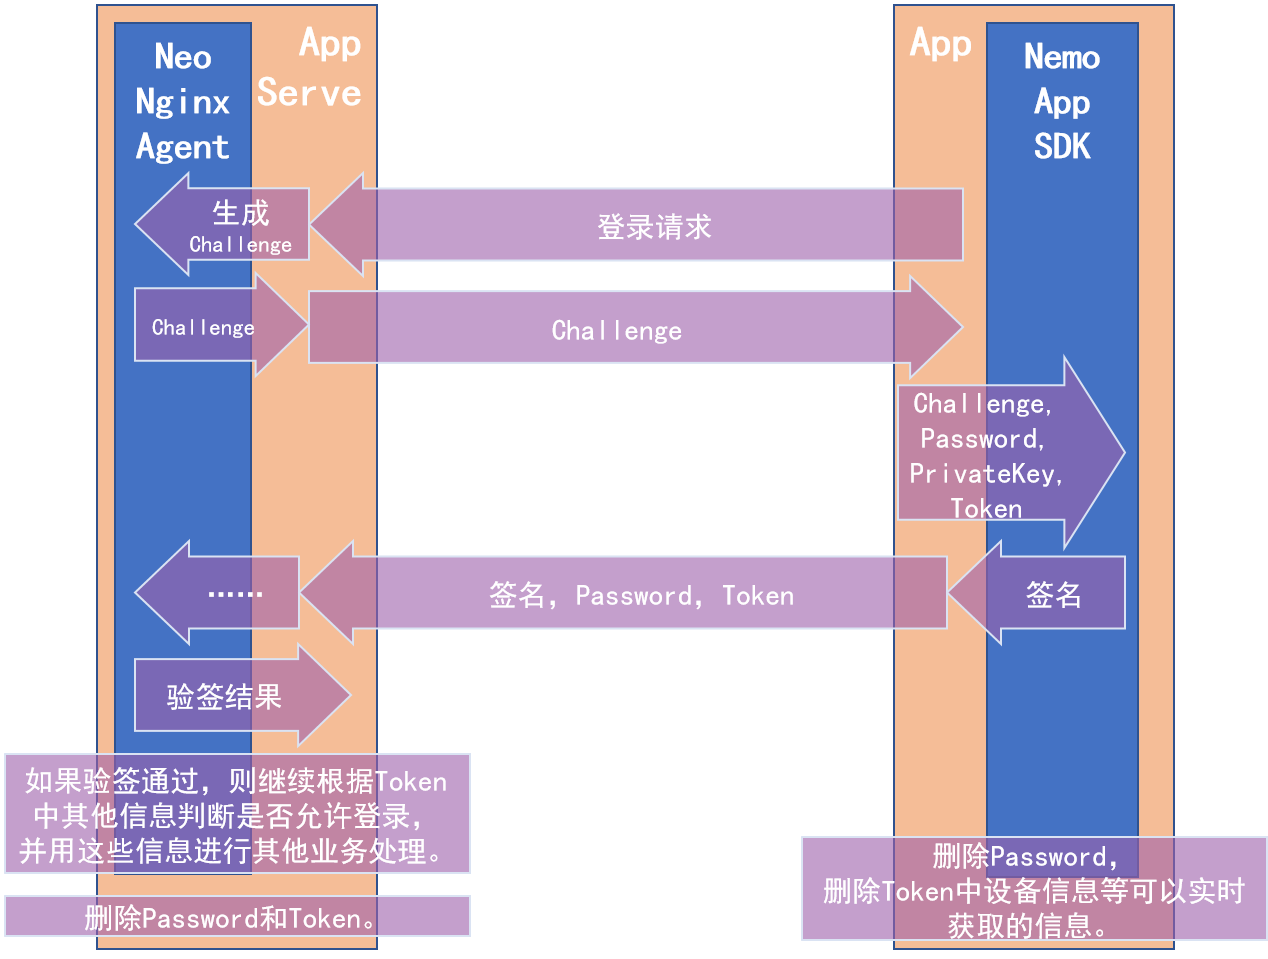 Neo
Nginx
Agent
App
Serve
App
Nemo
App
SDK
生成
Challenge
登录请求
Challenge
Challenge
Challenge,
Password,
PrivateKey,
Token
……
签名，Password，Token
签名
验签结果
如果验签通过，则继续根据Token
中其他信息判断是否允许登录，
并用这些信息进行其他业务处理。
删除Password和Token。
删除Password，
删除Token中设备信息等可以实时
获取的信息。